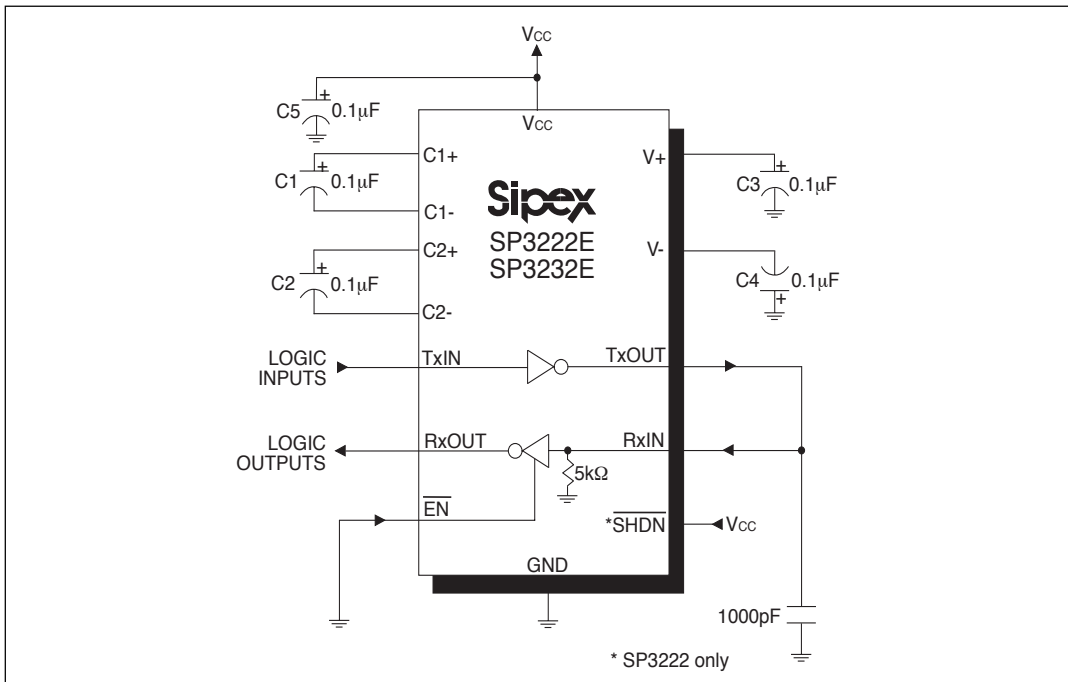 Vcc
C5
+
0.1µF
Vcc
C1+
V+
C1
+
0.1µF
C3
+
0.1µF
C1-
Sipex
SP3222E
SP3232E
C2+
V-
C2
+
0.1µF
C4
+
0.1µF
C2-
LOGIC
INPUTS
TxIN
TxOUT
LOGIC
OUTPUTS
RxOUT
RxIN
5kΩ
EN
*SHDN
Vcc
GND
1000pF
* SP3222 only